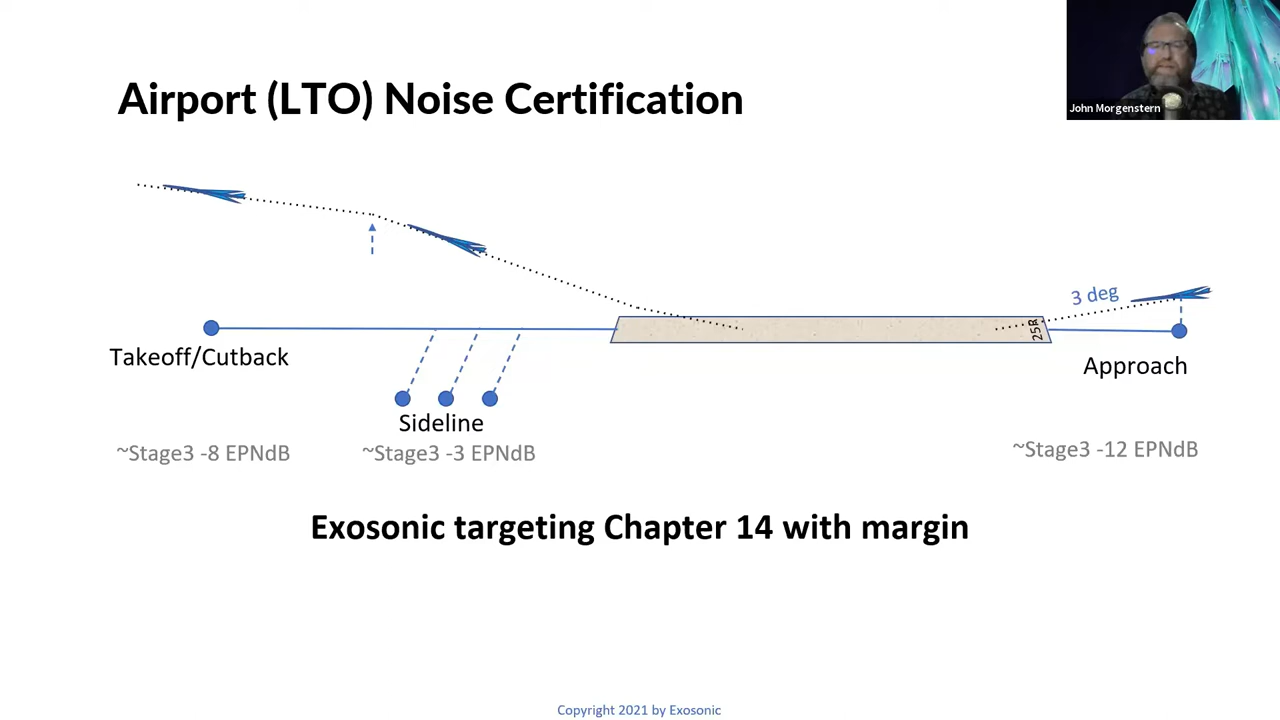 John Morgenstern
Airport (LTO) Noise Certification
3 deg
25R
Takeoff/Cutback
Approach
Sideline
~Stage3 -8 EPNdB
~Stage3 -3 EPNdB
~Stage3 -12 EPNdB
Exosonic targeting Chapter 14 with margin
Copyright 2021 by Exosonic